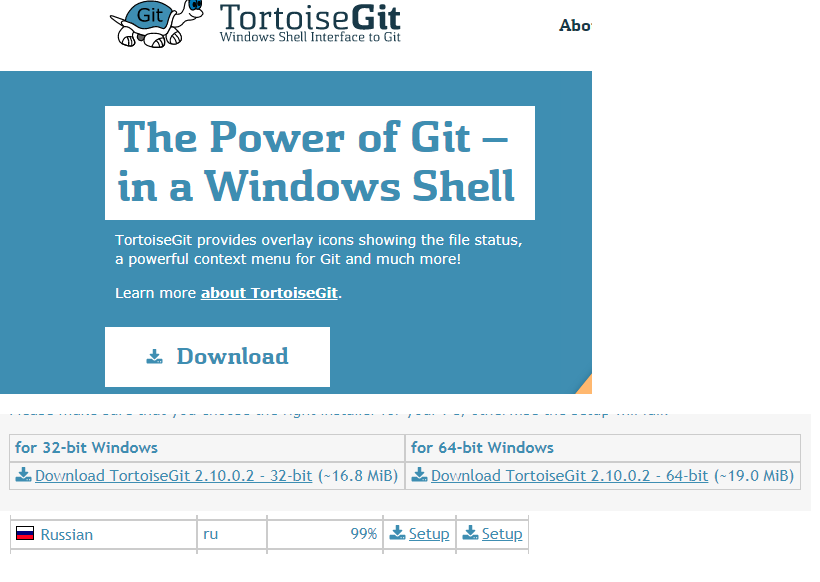 Git
TortoiseGit
Windows Shell Interface to Git
The Power of Git –
in a Windows Shell
TortoiseGit provides overlay icons showing the file status,
a powerful context menu for Git and much more!
Learn more about TortoiseGit.
Download
for 32-bit Windows
for 64-bit Windows
Download TortoiseGit 2.10.0.2 - 32-bit (~16.8 MiB)
Download TortoiseGit 2.10.0.2 - 64-bit (~19.0 MiB)
Russian ru 99% Setup Setup